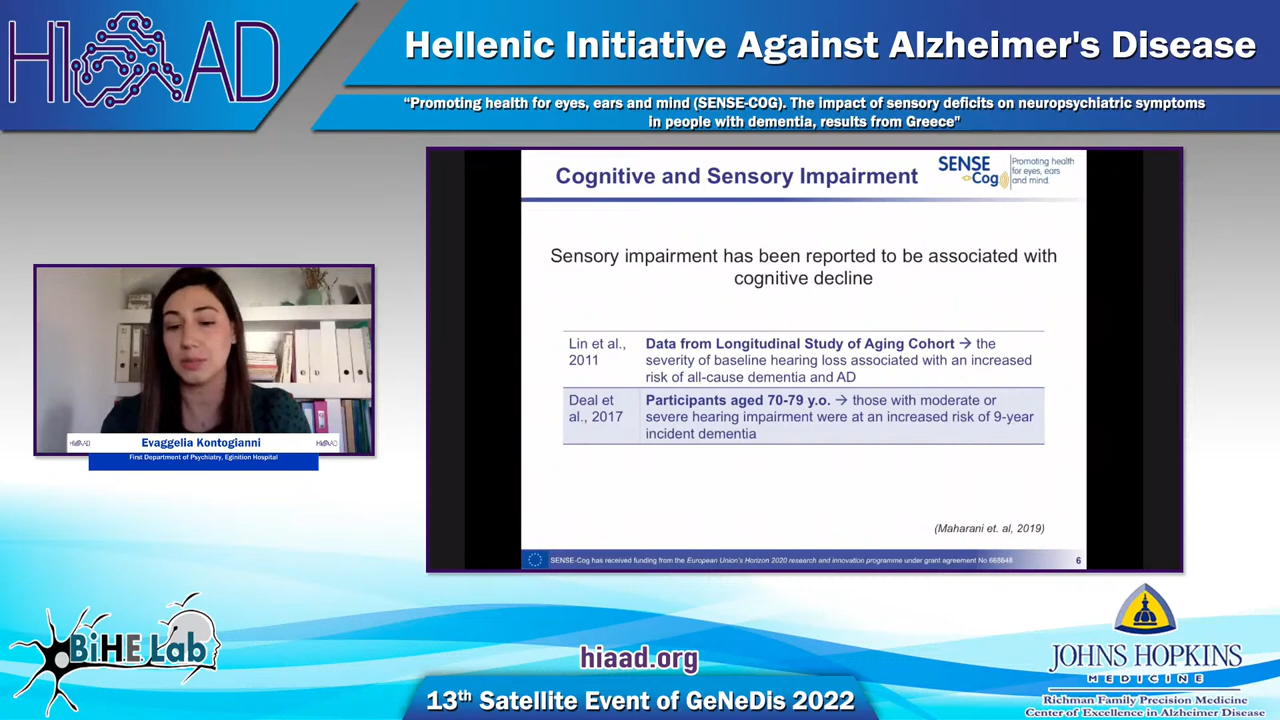 HIAAD
Hellenic Initiative Against Alzheimer's Disease
“Promoting health for eyes, ears and mind (SENSE-COG). The impact of sensory deficits on neuropsychiatric symptoms
in people with dementia, results from Greece”
Cognitive and Sensory Impairment
SENSE
Cog
Promoting health
for eyes, ears
and mind.
Sensory impairment has been reported to be associated with
cognitive decline
Lin et al.,
2011
Data from Longitudinal Study of Aging Cohort → the
severity of baseline hearing loss associated with an increased
risk of all-cause dementia and AD
Deal et
al., 2017
Participants aged 70-79 y.o. → those with moderate or
severe hearing impairment were at an increased risk of 9-year
incident dementia
(Maharani et. al, 2019)
SENSE-Cog has received funding from the European Union's Horizon 2020 research and innovation programme under grant agreement No 668648
6
HIAAD
Evaggelia Kontogianni
HIAAD
First Department of Psychiatry, Eginition Hospital
BiHE Lab
hiaad.org
13th Satellite Event of GeNeDis 2022
JOHNS HOPKINS
MEDICINE
Richman Family Precision Medicine
Center of Excellence in Alzheimer Disease